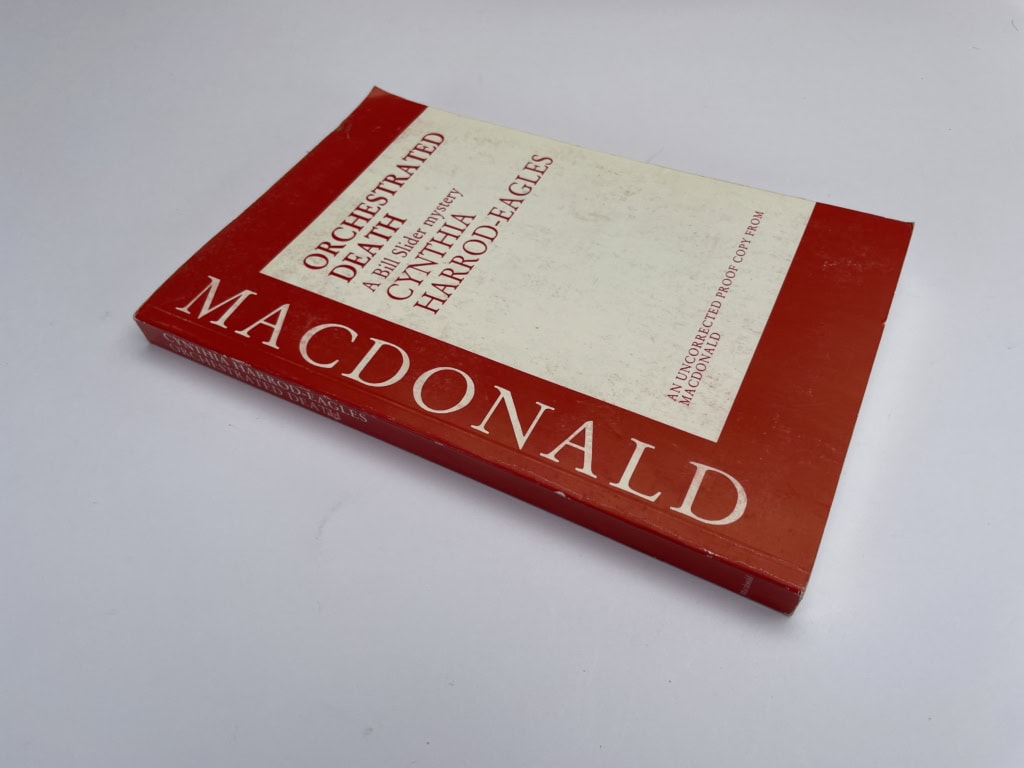 ORCHESTRATED
DEATH
A Bill Slider mystery
CYNTHIA
HARROD-EAGLES
AN UNCORRECTED PROOF COPY FROM
MACDONALD
MACDONALD
CYNTHIA HARROD-EAGLES
ORCHESTRATED DEATH